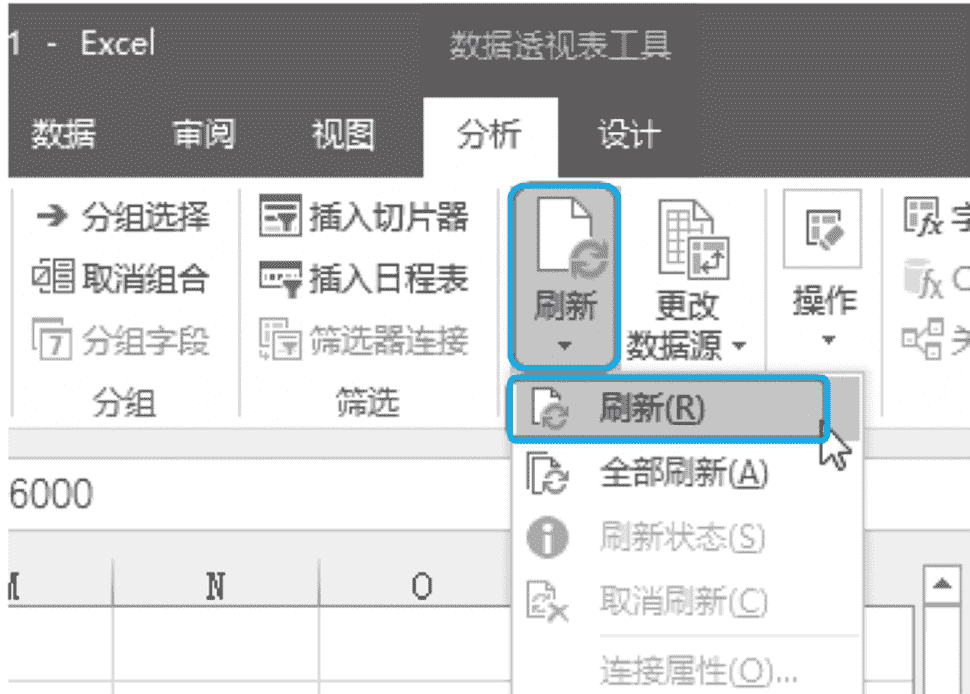 1 - Excel
数据透视表工具
数据
审阅
视图
分析
设计
分组选择
取消组合
分组字段
分组
插入切片器
插入日程表
筛选器连接
筛选
刷新
更改
数据源
操作
刷新(R)
全部刷新(A)
刷新状态(S)
取消刷新(C)
连接属性(O)...
6000
M
N
O